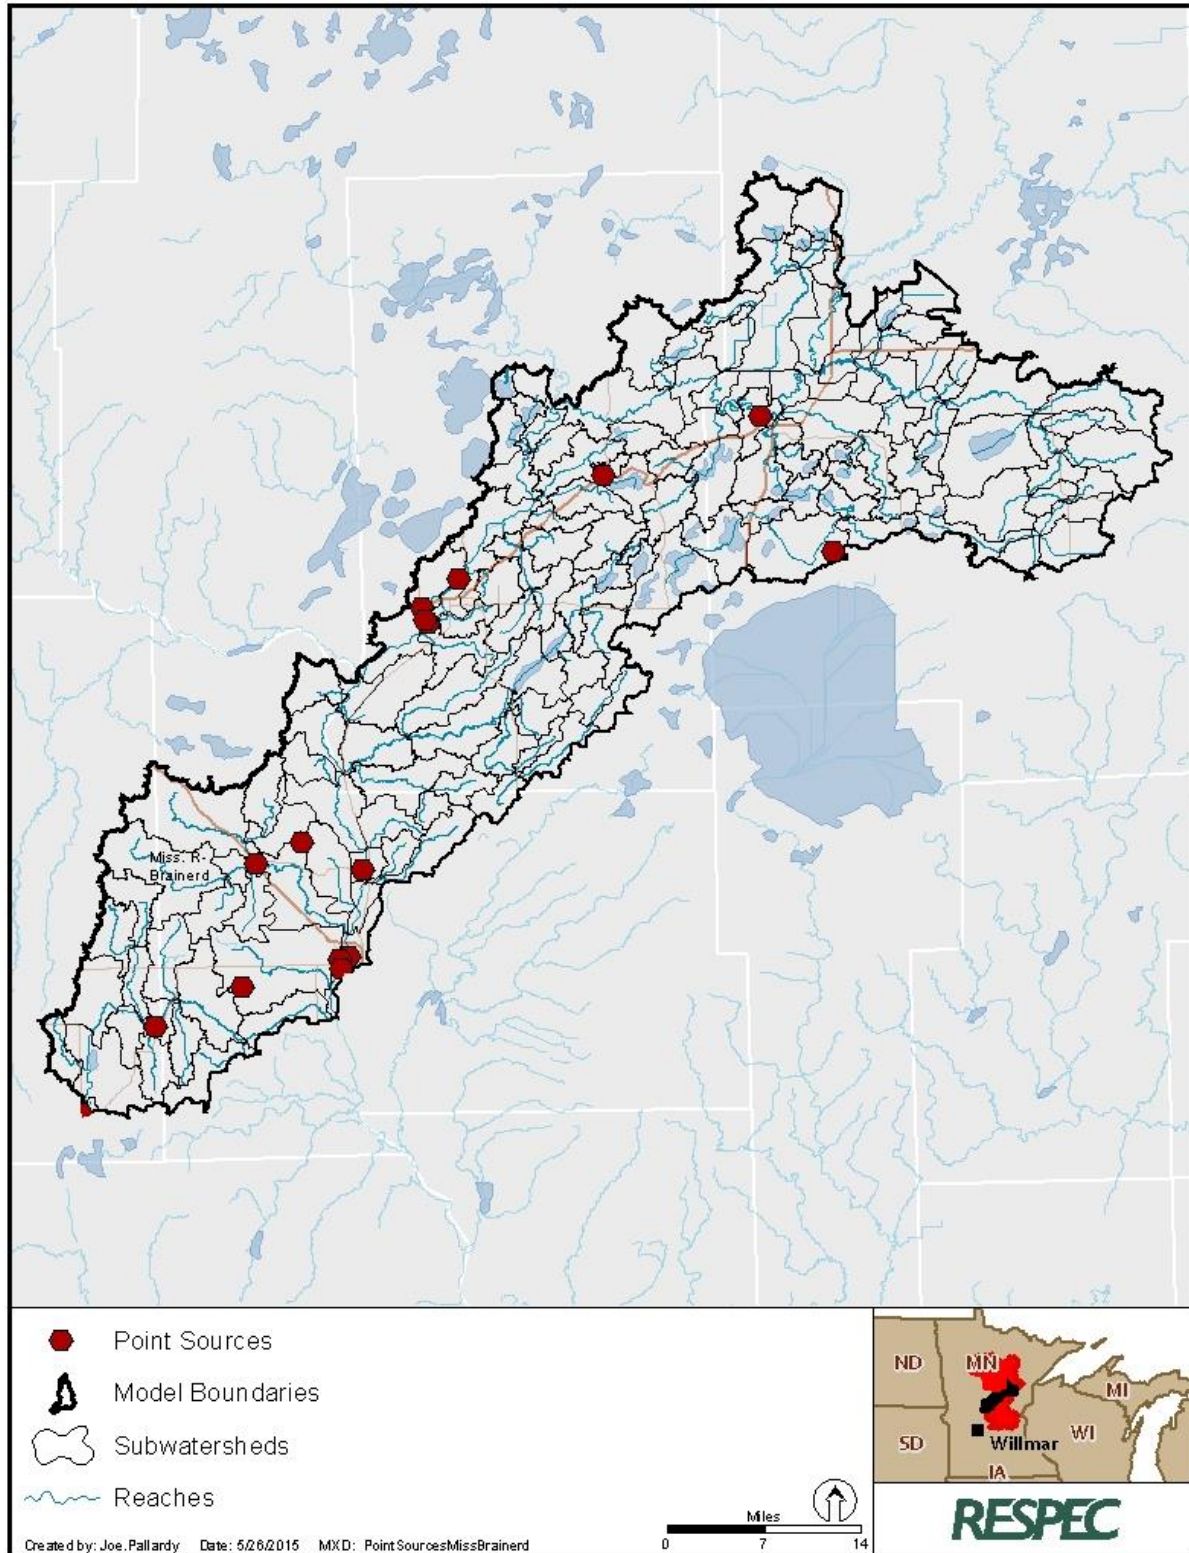 Miss. R-
Brainerd
Point Sources
Model Boundaries
Subwatersheds
Reaches
Created by: Joe.Pallardy Date: 5/26/2015 MXD: PointSourcesMissBrainerd
Miles
0 7 14
ND
MN
MI
SD
WI
Willmar
IA
RESPEC